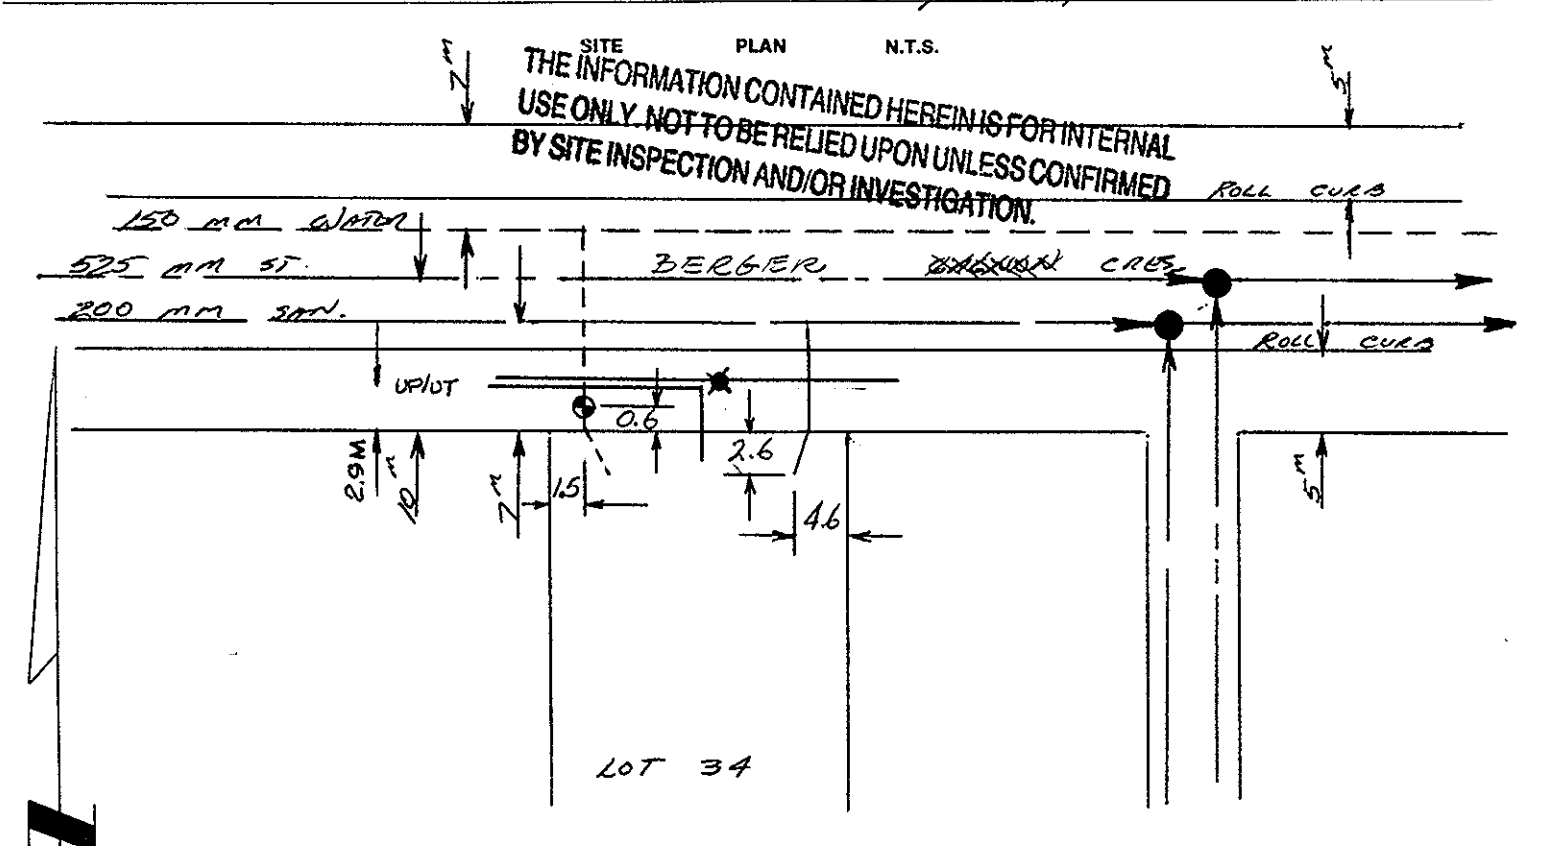 SITE PLAN N.T.S.
7m
5m
THE INFORMATION CONTAINED HEREIN IS FOR INTERNAL
USE ONLY. NOT TO BE RELIED UPON UNLESS CONFIRMED
BY SITE INSPECTION AND/OR INVESTIGATION.
ROLL CURB
150 mm WATER
525 mm ST.
BERGER CRES.
200 mm SAN.
ROLL CURB
UP/UT
0.6
2.6
2.9M
10m
7m
1.5
4.6
5m
LOT 34